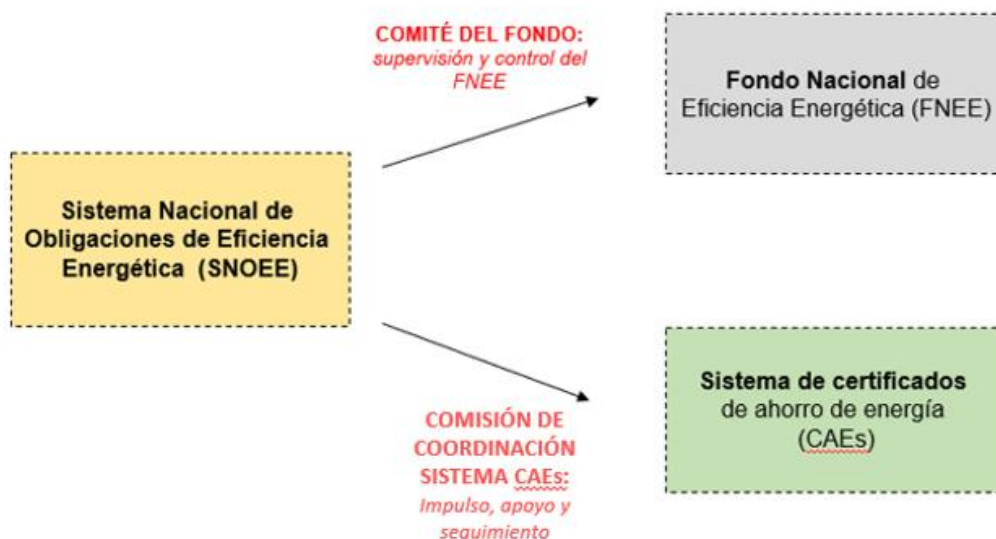 COMITÉ DEL FONDO:
supervisión y control del
FNEE
Fondo Nacional de
Eficiencia Energética (FNEE)
Sistema Nacional de
Obligaciones de Eficiencia
Energética (SNOEE)
Sistema de certificados
de ahorro de energía
(CAEs)
COMISIÓN DE
COORDINACIÓN
SISTEMA CAEs:
Impulso, apoyo y
seguimiento